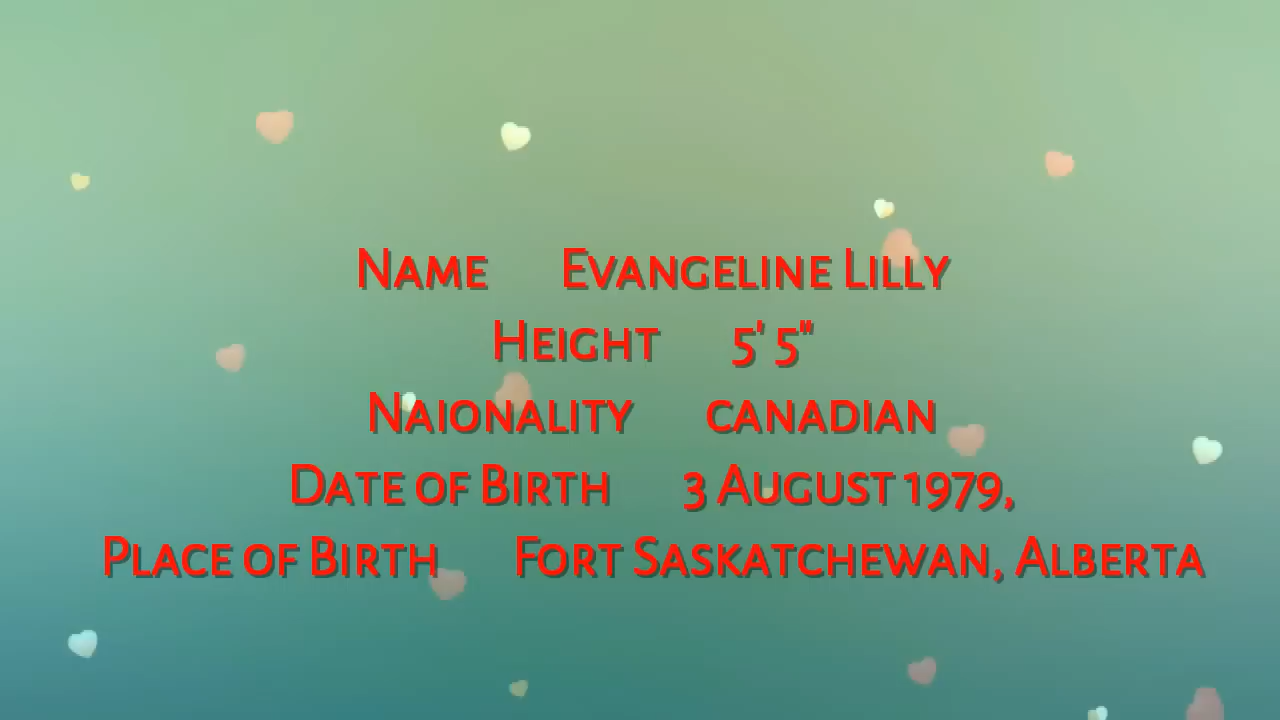 Name Evangeline Lilly
Height 5' 5"
Naionality canadian
Date of Birth 3 August 1979,
Place of Birth Fort Saskatchewan, Alberta